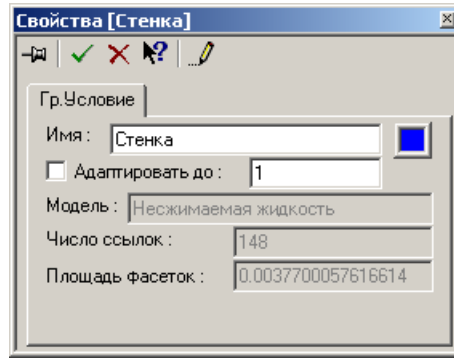 Свойства [Стенка]
Гр.Условие
Имя : Стенка
Адаптировать до : 1
Модель : Несжимаемая жидкость
Число ссылок : 148
Площадь фасеток : 0.0037700057616614